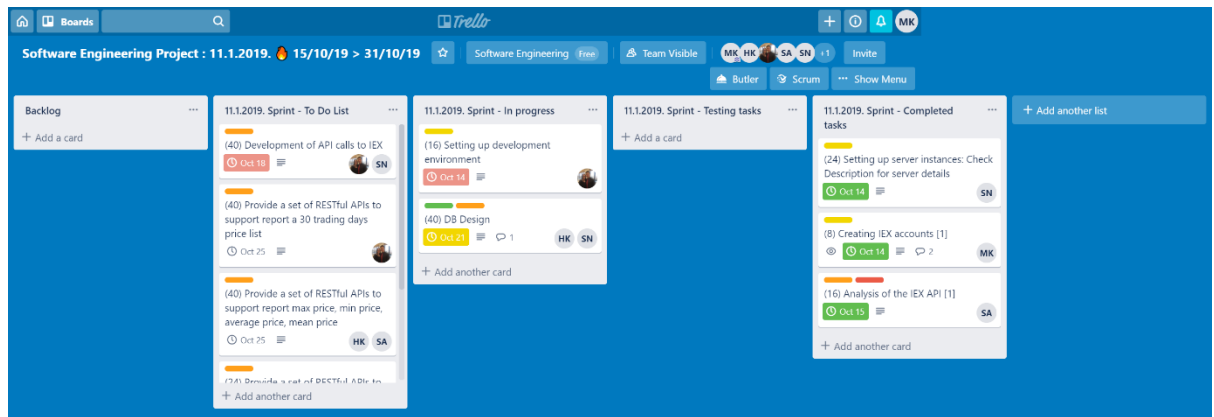 Boards
Trello
MK
Software Engineering Project : 11.1.2019. 🔥 15/10/19 > 31/10/19
Software Engineering Free
Team Visible
MK HK SA SN +1
Invite
Butler
Scrum
··· Show Menu
Backlog ···
+ Add a card
11.1.2019. Sprint - To Do List ···
(40) Development of API calls to IEX
Oct 18
SN
(40) Provide a set of RESTful APIs to
support report a 30 trading days
price list
Oct 25
(40) Provide a set of RESTful APIs to
support report max price, min price,
average price, mean price
Oct 25
HK SA
(24) Provide a set of RESTful APIs to
+ Add another card
11.1.2019. Sprint - In progress ···
(16) Setting up development
environment
Oct 14
(40) DB Design
Oct 21
1
HK SN
+ Add another card
11.1.2019. Sprint - Testing tasks ···
+ Add a card
11.1.2019. Sprint - Completed ···
tasks
(24) Setting up server instances: Check
Description for server details
Oct 14
SN
(8) Creating IEX accounts [1]
Oct 14
2
MK
(16) Analysis of the IEX API [1]
Oct 15
SA
+ Add another card
+ Add another list